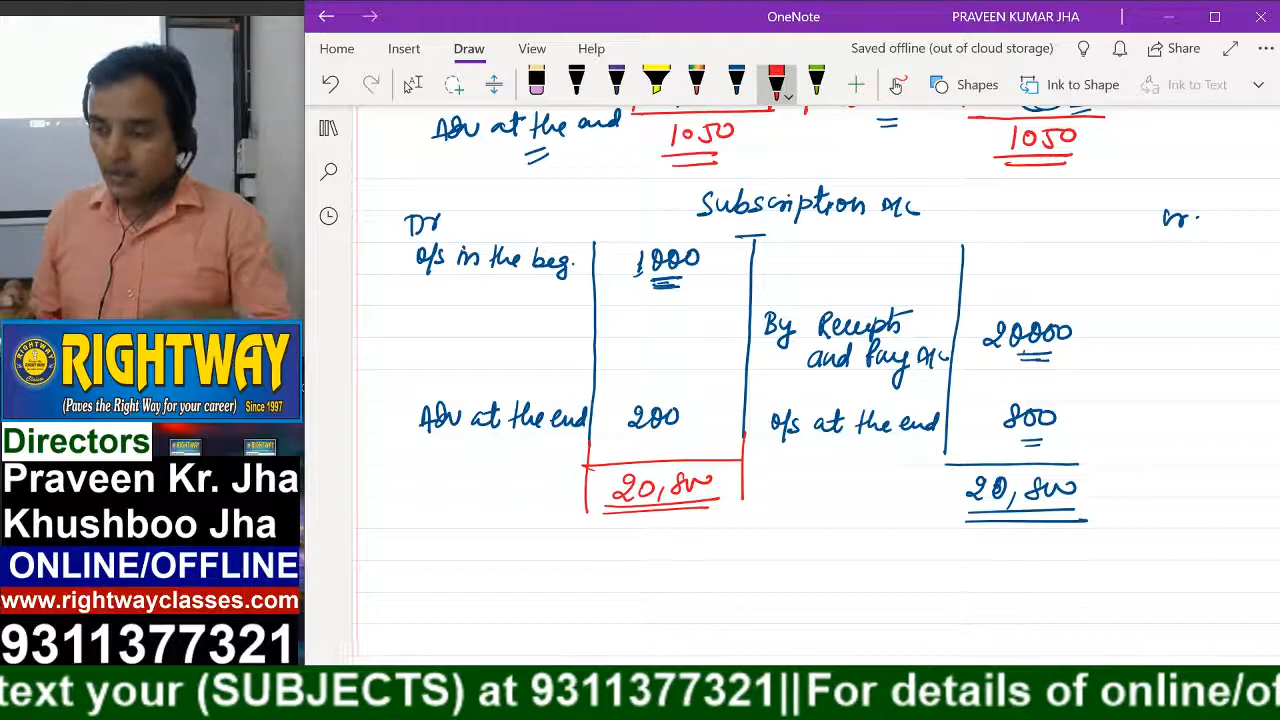 OneNote
PRAVEEN KUMAR JHA
Home Insert Draw View Help
Saved offline (out of cloud storage)
Share
Shapes
Ink to Shape
Ink to Text
Adv at the end 1050 1050
Subscription A/c
Dr
Cr.
o/s in the beg. 1000
By Receipts 20000
and Pay A/c
Adv at the end 200 o/s at the end 800
20,800 20,800
RIGHTWAY
Classes
(Paves the Right Way for your career) Since 1997
Directors
Praveen Kr. Jha
Khushboo Jha
ONLINE/OFFLINE
www.rightwayclasses.com
9311377321
text your (SUBJECTS) at 9311377321||For details of online/of